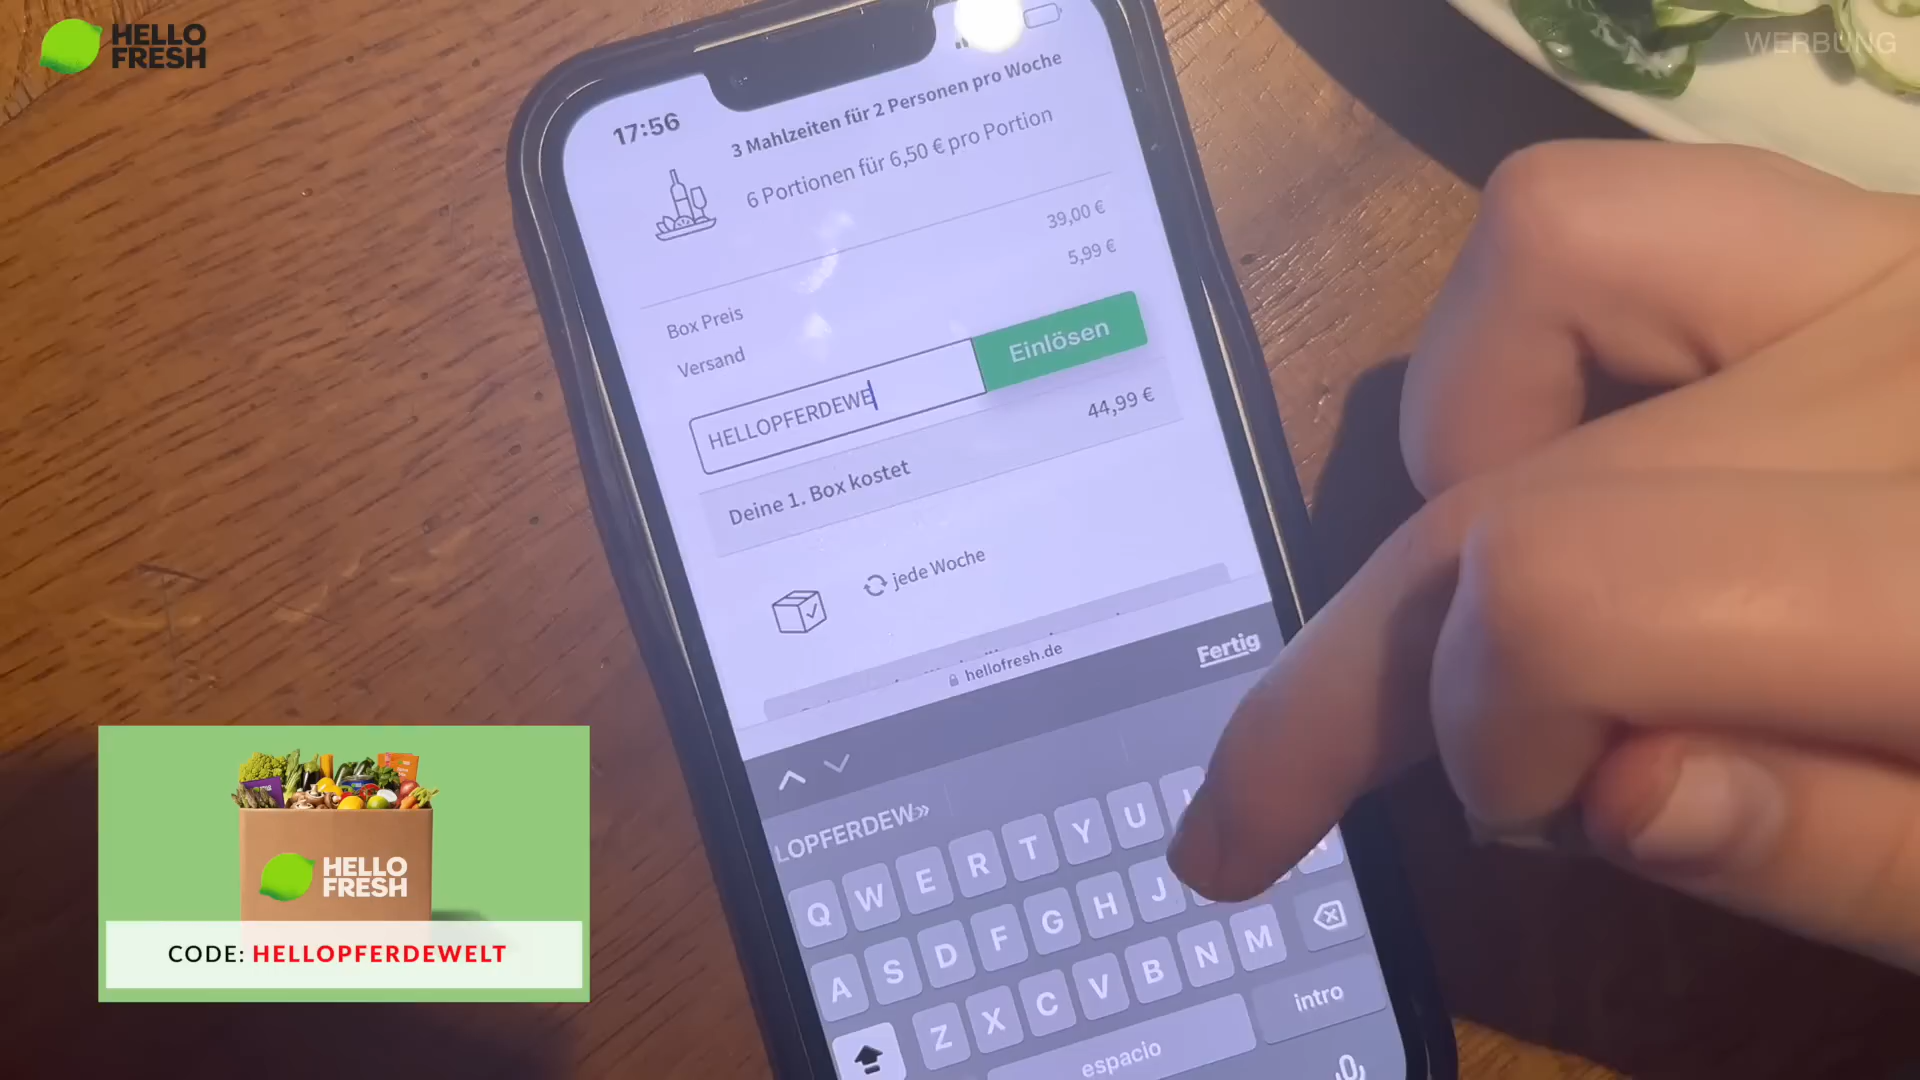 HELLO
FRESH
WERBUNG
17:56
3 Mahlzeiten für 2 Personen pro Woche
6 Portionen für 6,50 € pro Portion
Box Preis 39,00 €
Versand 5,99 €
HELLOPFERDEWE
Einlösen
Deine 1. Box kostet 44,99 €
jede Woche
hellofresh.de
Fertig
LOPFERDEW»
Q W E R T Y U
A S D F G H J
Z X C V B N M
espacio
intro
HELLO
FRESH
CODE: HELLOPFERDEWELT